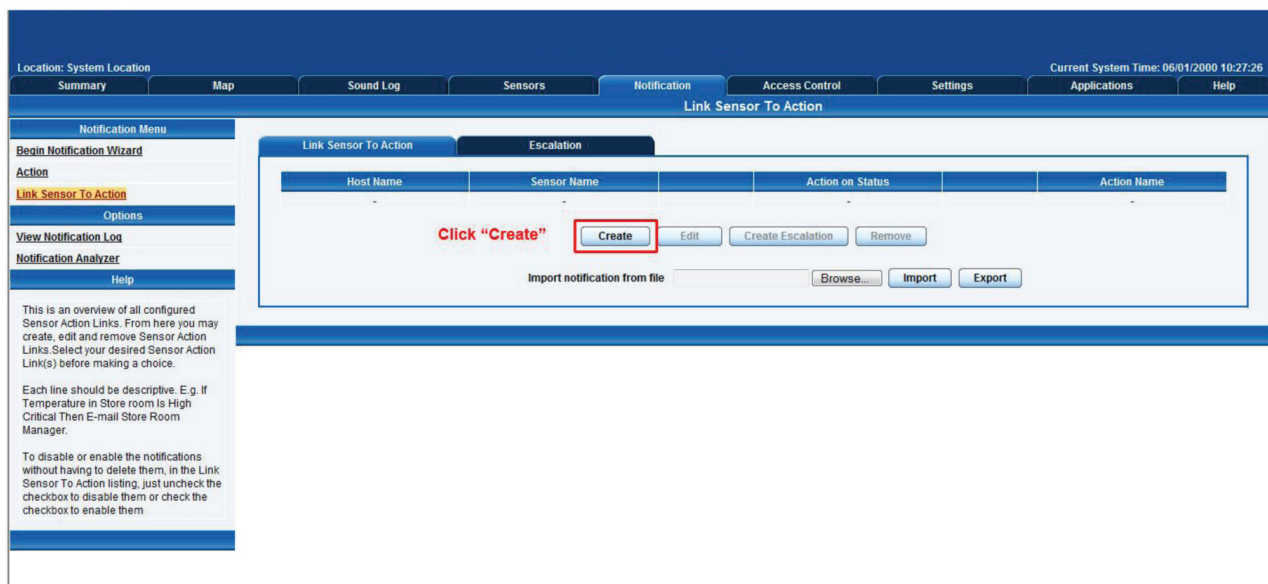 Location: System Location
Current System Time: 06/01/2000 10:27:26
Summary Map Sound Log Sensors Notification Access Control Settings Applications Help
Link Sensor To Action
Notification Menu
Begin Notification Wizard
Action
Link Sensor To Action
Options
View Notification Log
Notification Analyzer
Help
This is an overview of all configured
Sensor Action Links. From here you may
create, edit and remove Sensor Action
Links.Select your desired Sensor Action
Link(s) before making a choice.
Each line should be descriptive. E.g. If
Temperature in Store room Is High
Critical Then E-mail Store Room
Manager.
To disable or enable the notifications
without having to delete them, in the Link
Sensor To Action listing, just uncheck the
checkbox to disable them or check the
checkbox to enable them
Link Sensor To Action Escalation
Host Name Sensor Name Action on Status Action Name
- - - -
Click “Create” Create Edit Create Escalation Remove
Import notification from file Browse... Import Export